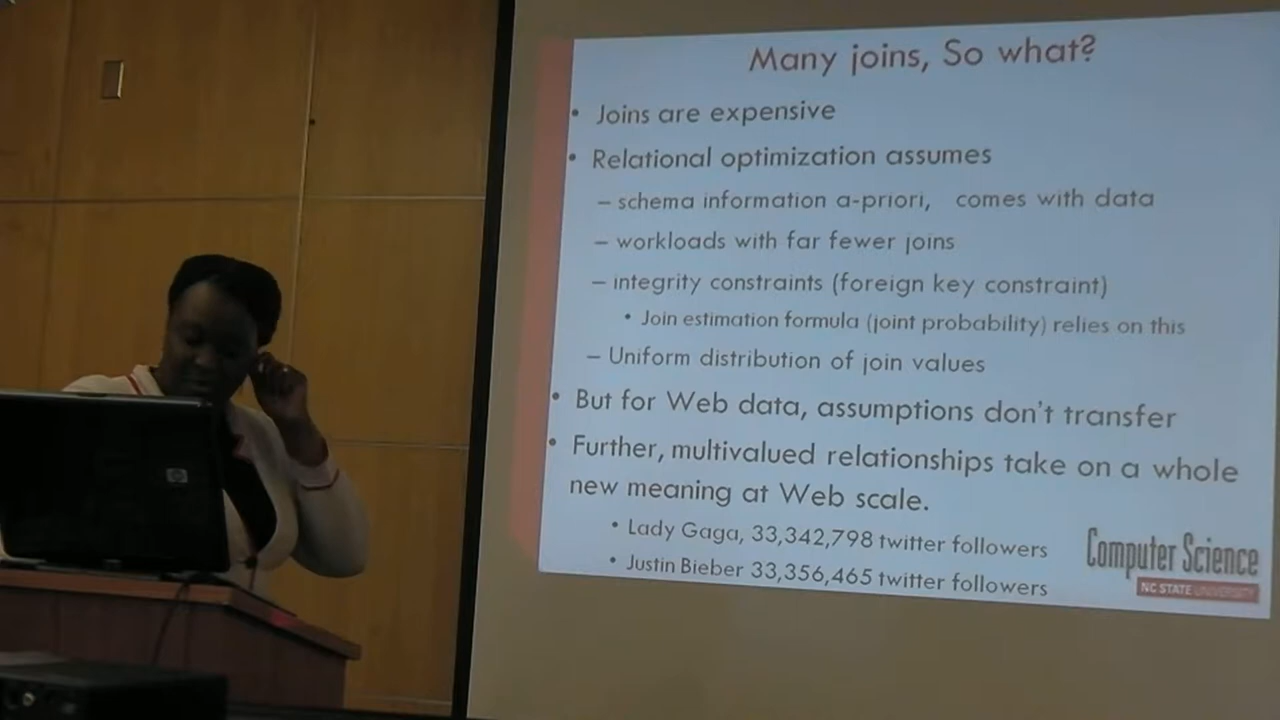 Many joins, So what?
• Joins are expensive
• Relational optimization assumes
– schema information a-priori, comes with data
– workloads with far fewer joins
– integrity constraints (foreign key constraint)
• Join estimation formula (joint probability) relies on this
– Uniform distribution of join values
• But for Web data, assumptions don't transfer
• Further, multivalued relationships take on a whole
new meaning at Web scale.
• Lady Gaga, 33,342,798 twitter followers
• Justin Bieber 33,356,465 twitter followers
Computer Science
NC STATE UNIVERSITY
hp